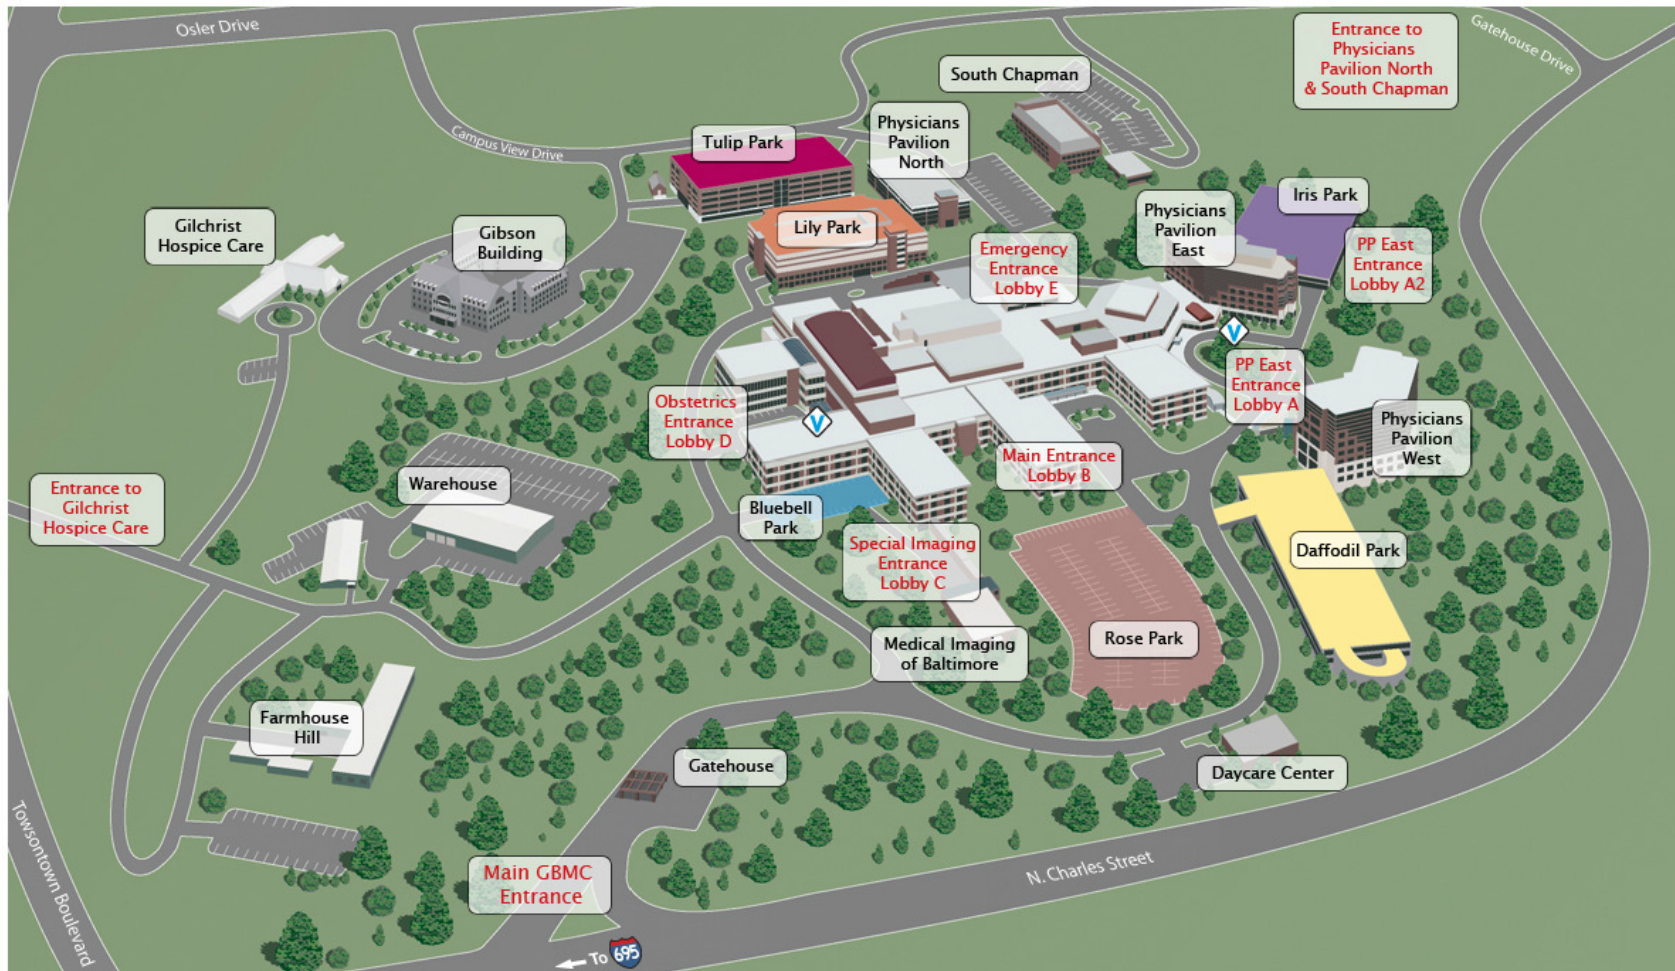 Osler Drive
Gatehouse Drive
Entrance to
Physicians
Pavilion North
& South Chapman
South Chapman
Campus View Drive
Tulip Park
Physicians
Pavilion
North
Iris Park
Gilchrist
Hospice Care
Gibson
Building
Lily Park
Physicians
Pavilion
East
Emergency
Entrance
Lobby E
PP East
Entrance
Lobby A2
V
PP East
Entrance
Lobby A
Obstetrics
Entrance
Lobby D
V
Physicians
Pavilion
West
Main Entrance
Lobby B
Entrance to
Gilchrist
Hospice Care
Warehouse
Bluebell
Park
Special Imaging
Entrance
Lobby C
Daffodil Park
Medical Imaging
of Baltimore
Rose Park
Farmhouse
Hill
Gatehouse
Daycare Center
Towsontown Boulevard
Main GBMC
Entrance
N. Charles Street
To 695